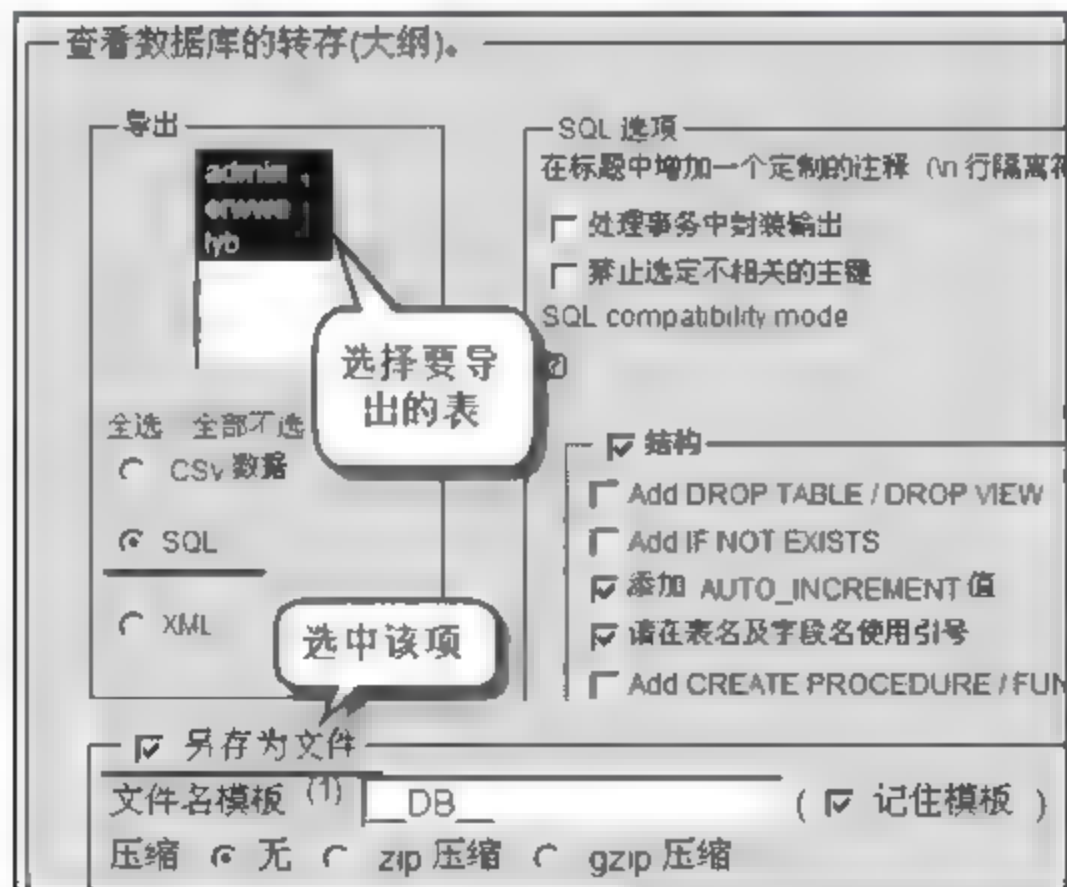 查看数据库的转存(大纲)。
导出
lyb
选择要导
出的表
全选 全部不选
CSV 数据
SQL
XML
选中该项
SQL 选项
在标题中增加一个定制的注释 (\n 行隔离符
处理事务中封装输出
禁止选定不相关的主键
SQL compatibility mode
结构
Add DROP TABLE / DROP VIEW
Add IF NOT EXISTS
添加 AUTO_INCREMENT 值
请在表名及字段名使用引号
Add CREATE PROCEDURE / FUN
另存为文件
文件名模板 (1) __DB__ ( 记住模板 )
压缩 无 zip 压缩 gzip 压缩